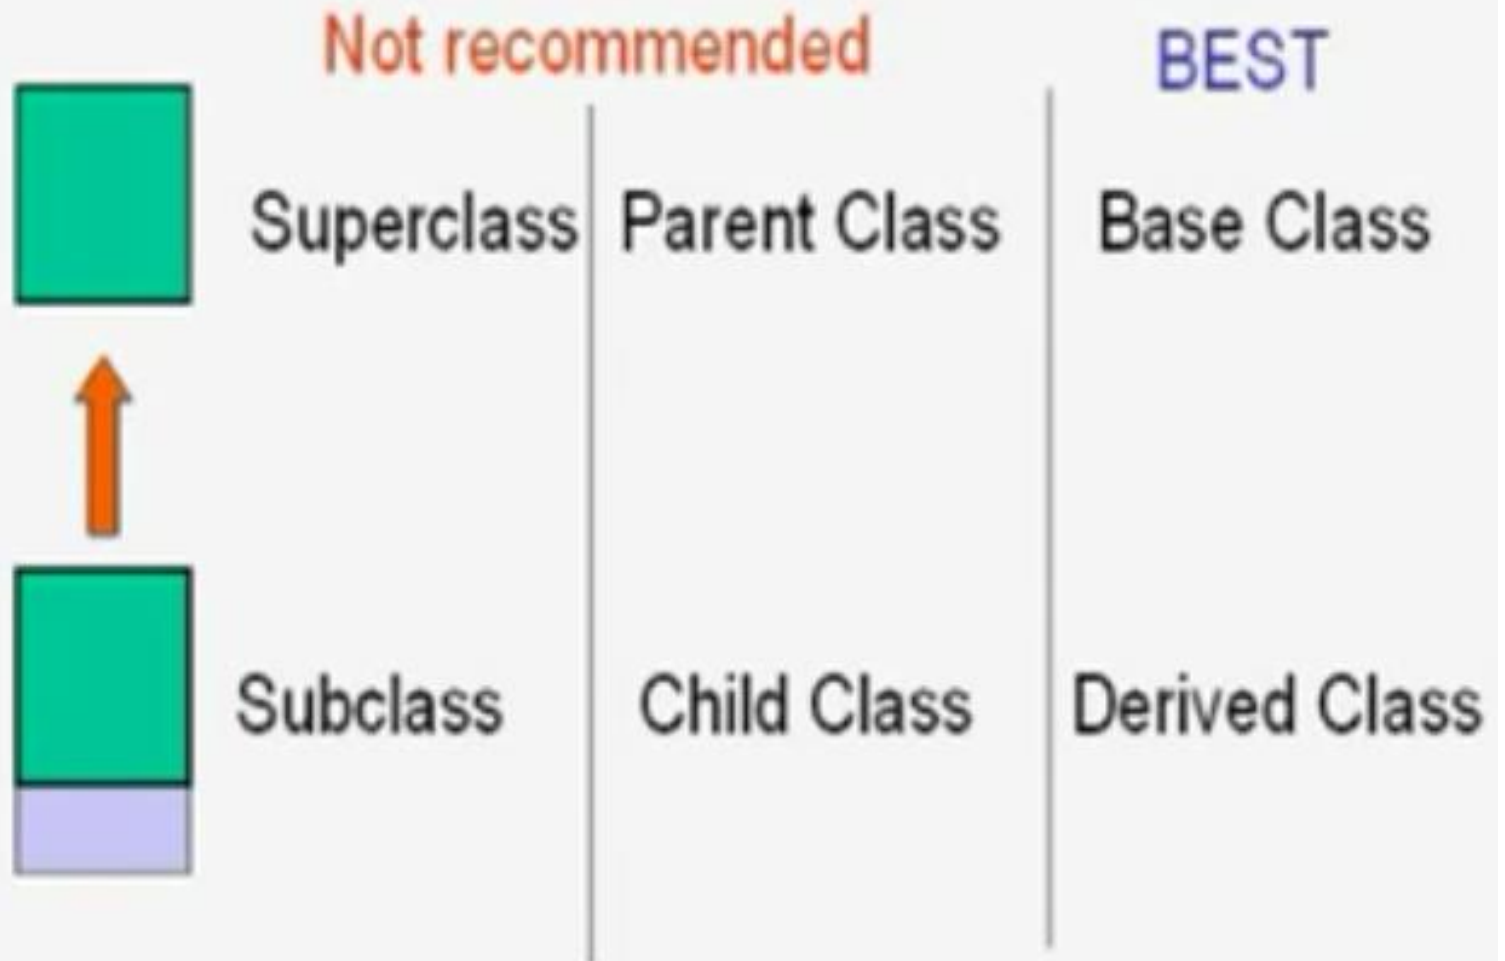 Not recommended
BEST
Superclass
Parent Class
Base Class
Subclass
Child Class
Derived Class